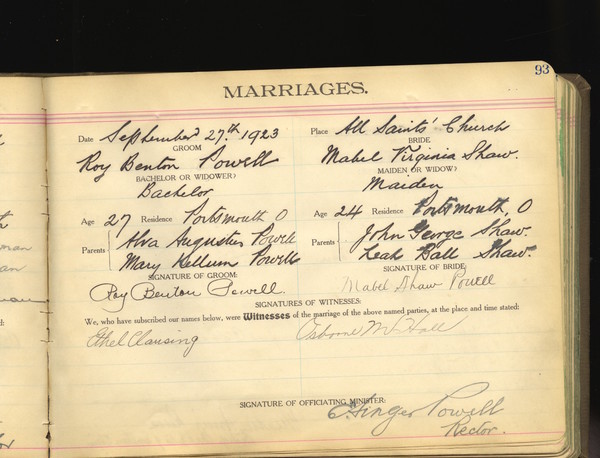 93
MARRIAGES.
Date September 27th 1923 Place All Saints' Church
GROOM BRIDE
Roy Benton Powell Mabel Virginia Shaw.
BACHELOR OR WIDOWER? MAIDEN OR WIDOW?
Bachelor Maiden
Age 27 Residence Portsmouth, O Age 24 Residence Portsmouth, O
Parents Alva Augustus Powell John George Shaw.
Mary Kellum Powell Leah Ball Shaw.
SIGNATURE OF GROOM: SIGNATURE OF BRIDE:
Roy Benton Powell. Mabel Shaw Powell
SIGNATURES OF WITNESSES:
We, who have subscribed our names below, were Witnesses of the marriage of the above named parties, at the place and time stated:
Ethel Clausing Osborne Hall
SIGNATURE OF OFFICIATING MINISTER:
Powell
Rector.